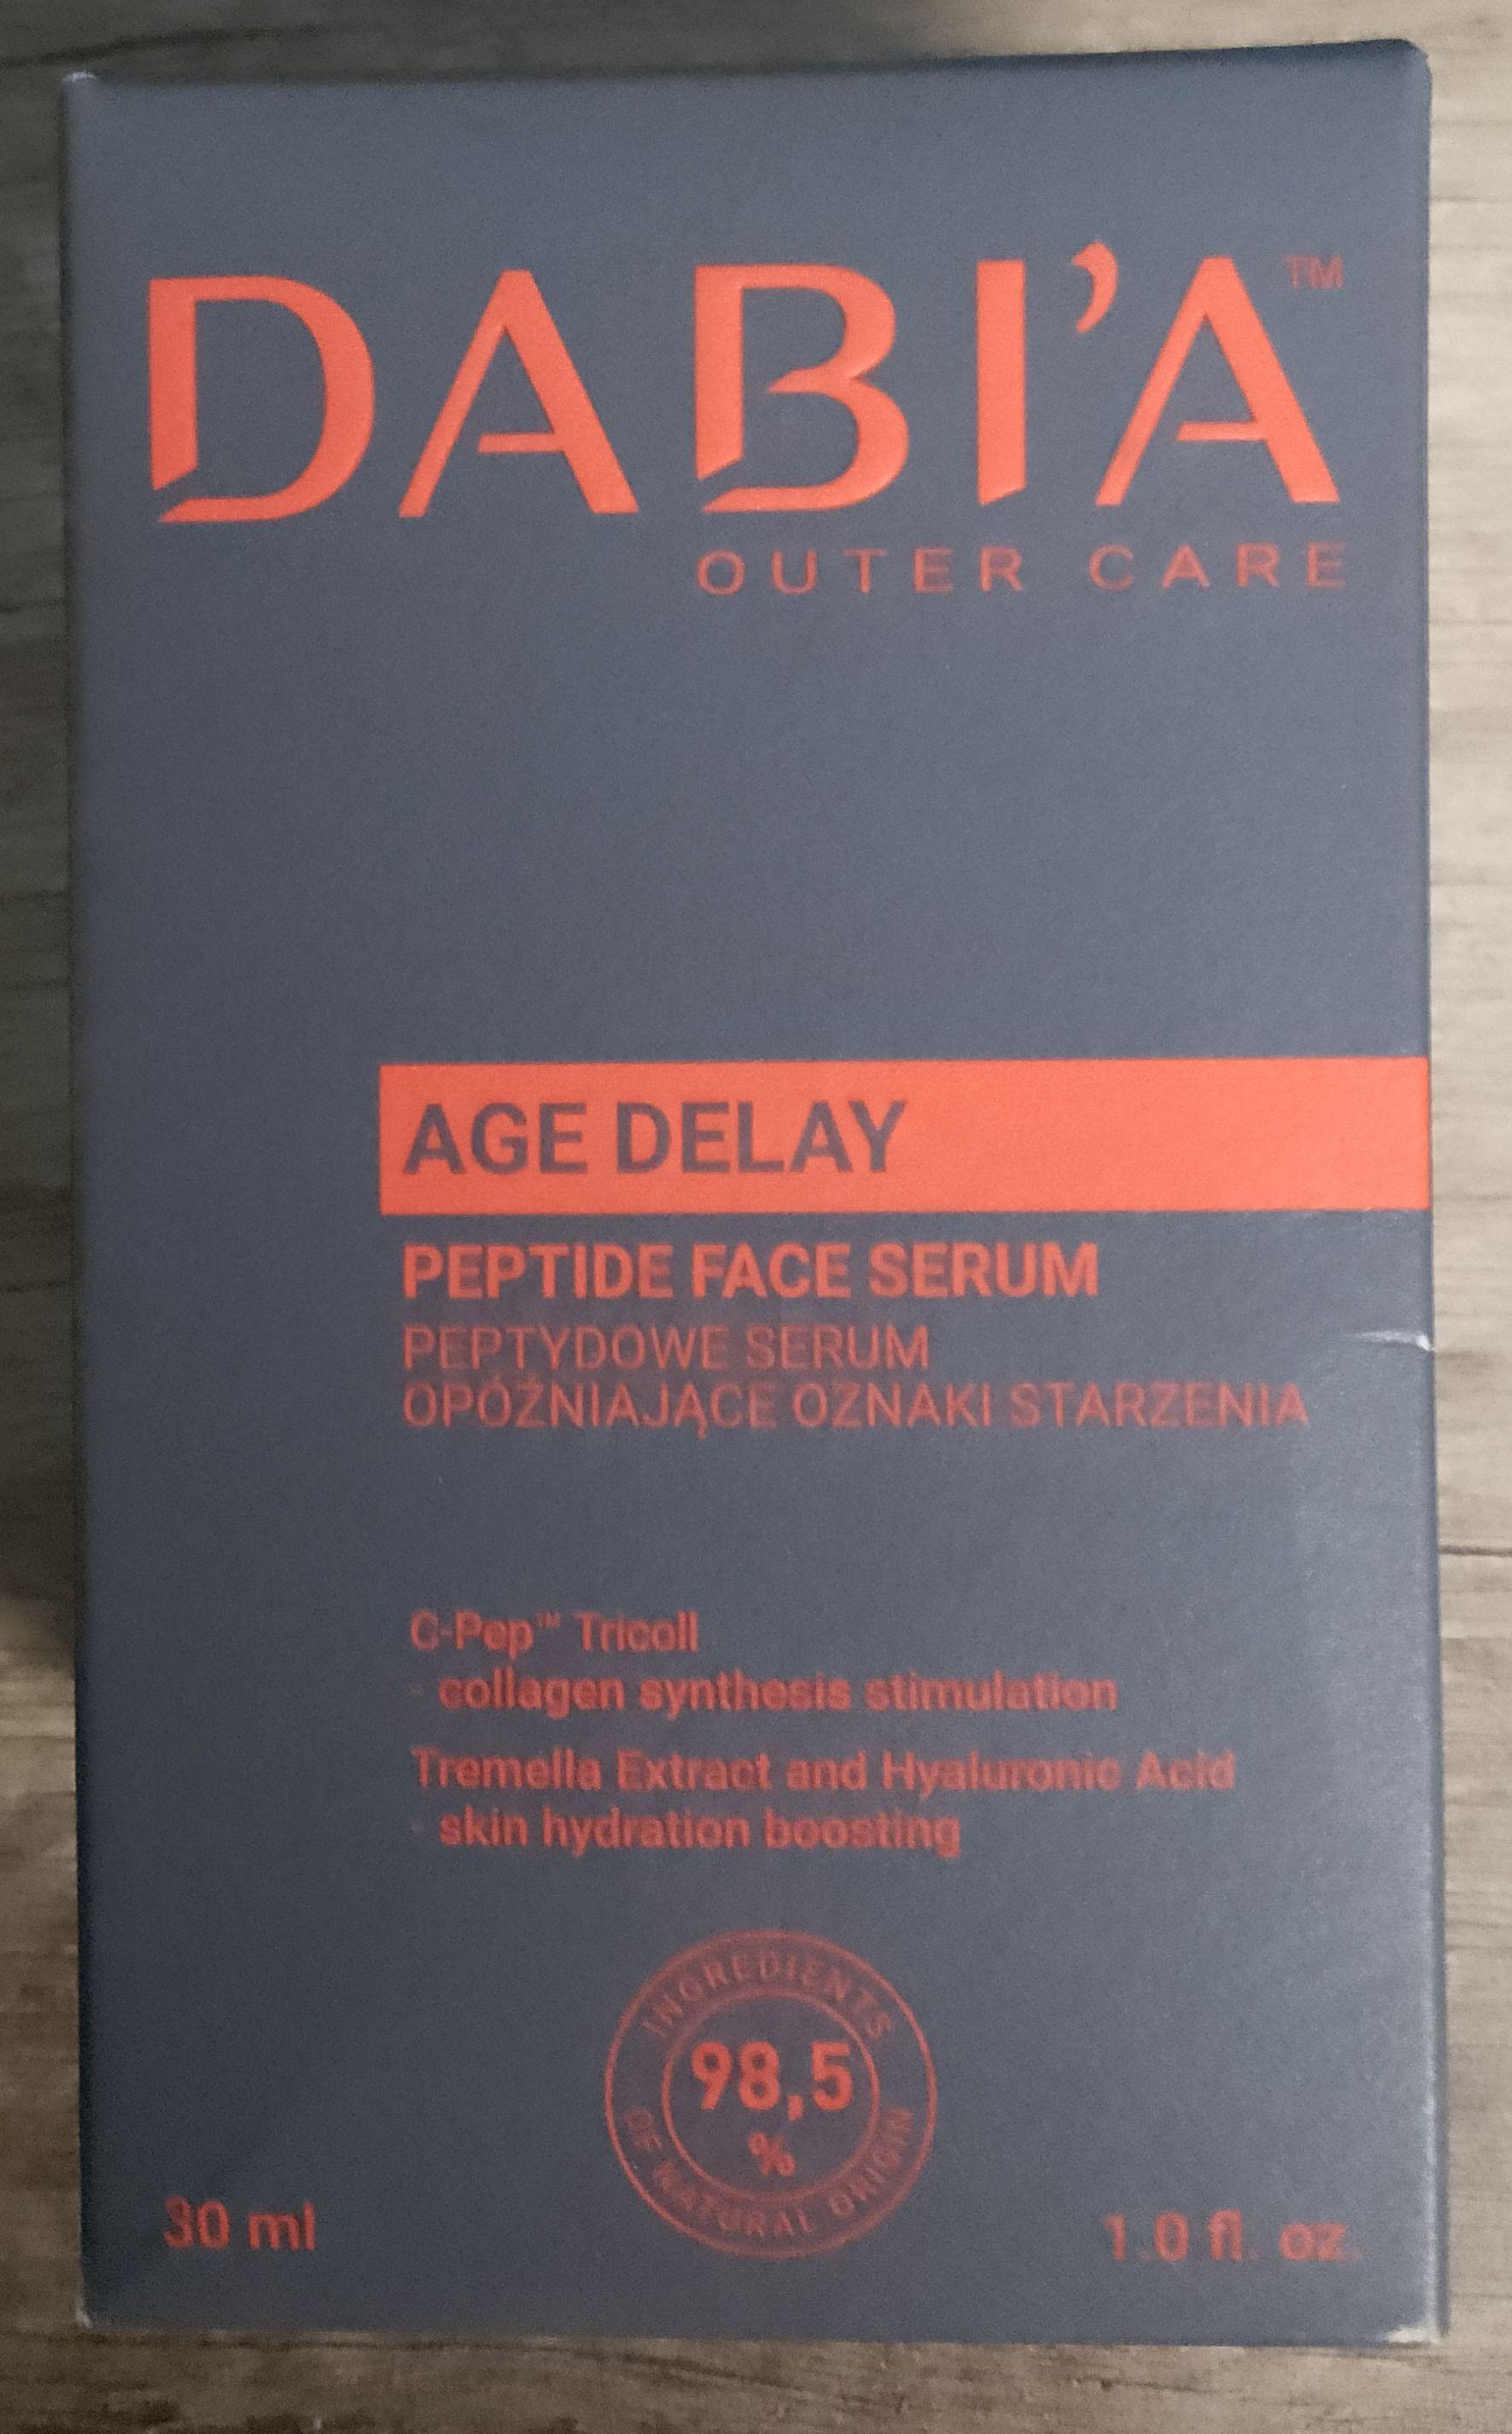 DABI'A™
OUTER CARE
AGE DELAY
PEPTIDE FACE SERUM
PEPTYDOWE SERUM
OPÓŹNIAJĄCE OZNAKI STARZENIA
C-Pep™ Tricoll
- collagen synthesis stimulation
Tremella Extract and Hyaluronic Acid
- skin hydration boosting
INGREDIENTS
98,5
%
OF NATURAL ORIGIN
30 ml
1.0 fl. oz.